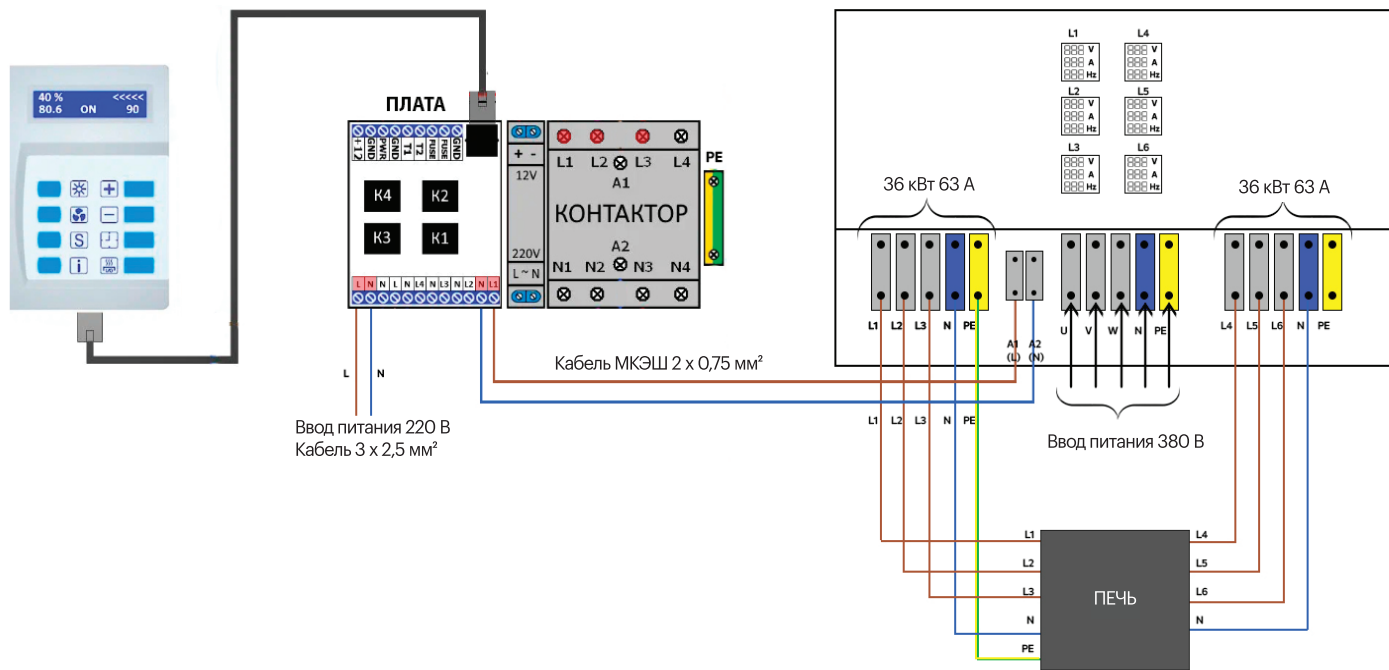 40 % <<<<<
80.6 ON 90
S
i
ПЛАТА
+12 GND PWR GND T1 T2 FUSE FUSE GND
K4 K2
K3 K1
L N N L N L4 N L3 N L2 N L1
+ -
12V
220V
L ~ N
L1 L2 L3 L4
A1
КОНТАКТОР
A2
N1 N2 N3 N4
PE
L N
Ввод питания 220 В
Кабель 3 x 2,5 мм²
Кабель МКЭШ 2 x 0,75 мм²
L1 L4
V V
A A
Hz Hz
L2 L5
V V
A A
Hz Hz
L3 L6
V V
A A
Hz Hz
36 кВт 63 А
36 кВт 63 А
L1 L2 L3 N PE
A1 (L)
A2 (N)
U V W N PE
L4 L5 L6 N PE
L1 L2 L3 N PE
Ввод питания 380 В
L1
L2
L3
N
PE
ПЕЧЬ
L4
L5
L6
N